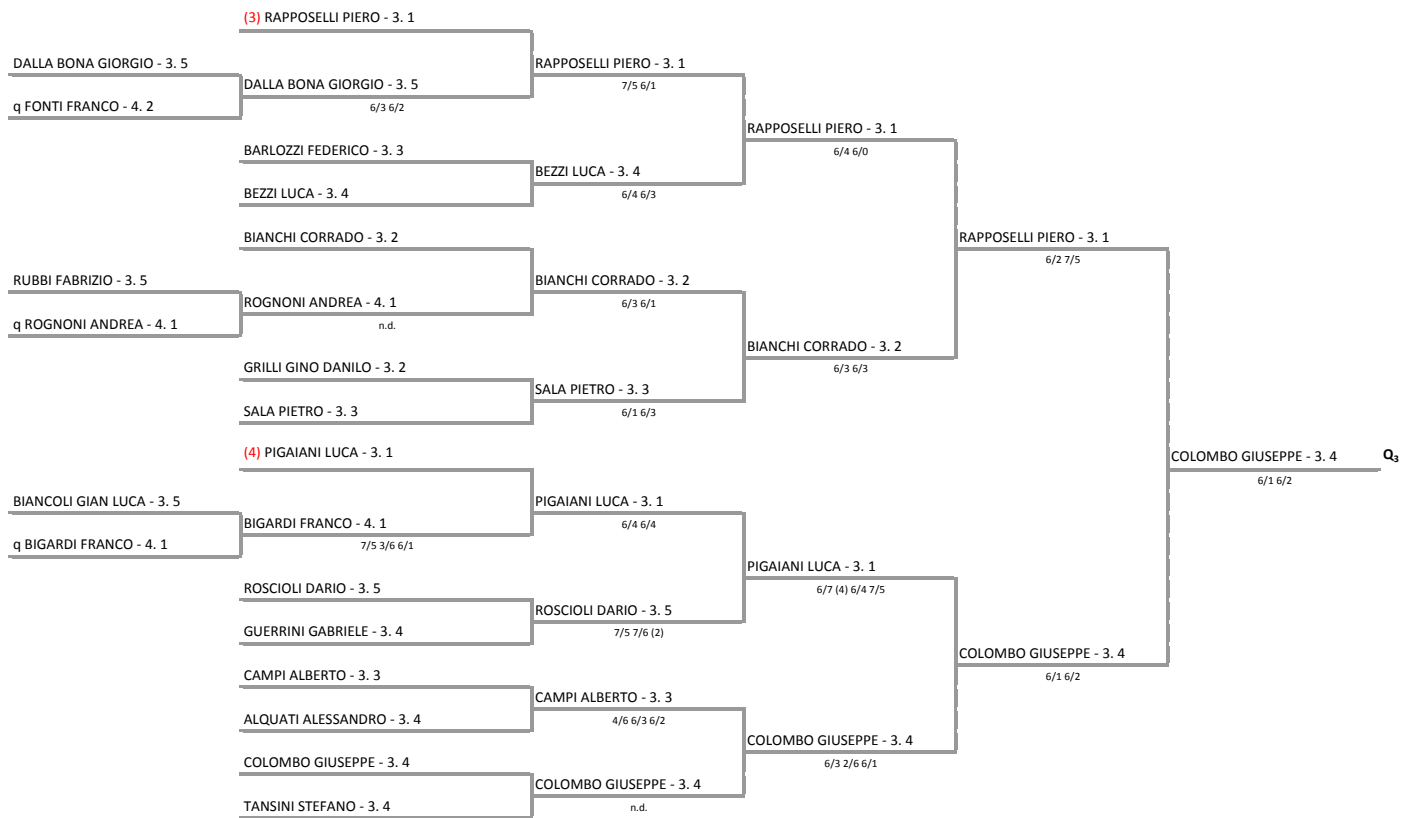 (3) RAPPOSELLI PIERO - 3. 1
DALLA BONA GIORGIO - 3. 5
RAPPOSELLI PIERO - 3. 1
DALLA BONA GIORGIO - 3. 5
7/5 6/1
q FONTI FRANCO - 4. 2
6/3 6/2
RAPPOSELLI PIERO - 3. 1
BARLOZZI FEDERICO - 3. 3
6/4 6/0
BEZZI LUCA - 3. 4
BEZZI LUCA - 3. 4
6/4 6/3
BIANCHI CORRADO - 3. 2
RAPPOSELLI PIERO - 3. 1
6/2 7/5
RUBBI FABRIZIO - 3. 5
BIANCHI CORRADO - 3. 2
ROGNONI ANDREA - 4. 1
6/3 6/1
q ROGNONI ANDREA - 4. 1
n.d.
BIANCHI CORRADO - 3. 2
GRILLI GINO DANILO - 3. 2
6/3 6/3
SALA PIETRO - 3. 3
SALA PIETRO - 3. 3
6/1 6/3
(4) PIGAIANI LUCA - 3. 1
COLOMBO GIUSEPPE - 3. 4
Q₃
6/1 6/2
BIANCOLI GIAN LUCA - 3. 5
PIGAIANI LUCA - 3. 1
BIGARDI FRANCO - 4. 1
6/4 6/4
q BIGARDI FRANCO - 4. 1
7/5 3/6 6/1
PIGAIANI LUCA - 3. 1
ROSCIOLI DARIO - 3. 5
6/7 (4) 6/4 7/5
ROSCIOLI DARIO - 3. 5
GUERRINI GABRIELE - 3. 4
7/5 7/6 (2)
COLOMBO GIUSEPPE - 3. 4
CAMPI ALBERTO - 3. 3
6/1 6/2
CAMPI ALBERTO - 3. 3
ALQUATI ALESSANDRO - 3. 4
4/6 6/3 6/2
COLOMBO GIUSEPPE - 3. 4
COLOMBO GIUSEPPE - 3. 4
6/3 2/6 6/1
COLOMBO GIUSEPPE - 3. 4
TANSINI STEFANO - 3. 4
n.d.